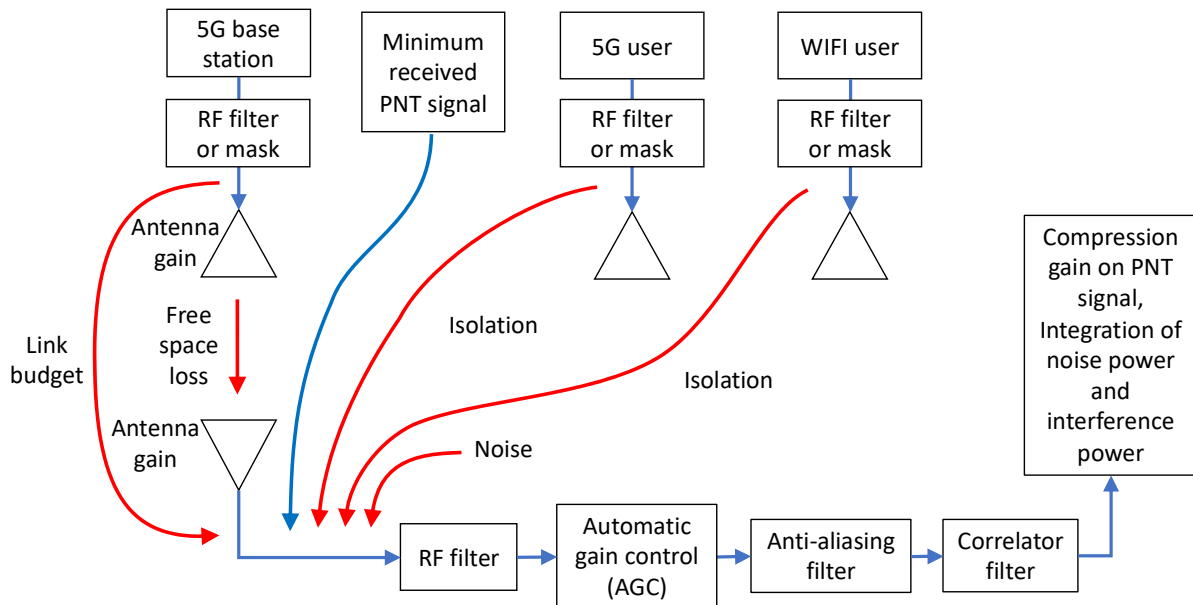 5G base
station
Minimum
received
PNT signal
5G user
WIFI user
RF filter
or mask
RF filter
or mask
RF filter
or mask
Antenna
gain
Free
space
loss
Link
budget
Isolation
Isolation
Antenna
gain
Noise
Compression
gain on PNT
signal,
Integration of
noise power
and
interference
power
RF filter
Automatic
gain control
(AGC)
Anti-aliasing
filter
Correlator
filter